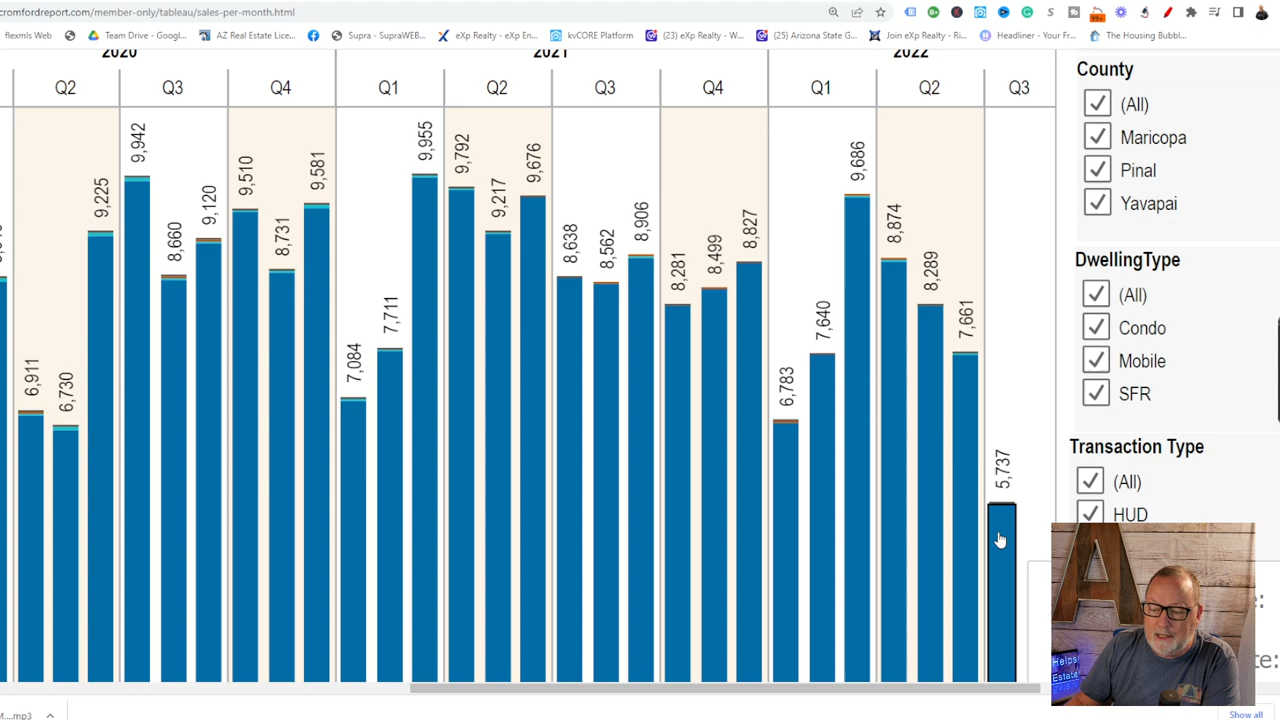 cromfordreport.com/member-only/tableau/sales-per-month.html
flexmls Web
Team Drive - Googl...
AZ Real Estate Lice...
Supra - SupraWEB...
eXp Realty - eXp En...
kvCORE Platform
(23) eXp Realty - W...
(25) Arizona State G...
Join eXp Realty - Ri...
Headliner - Your Fr...
The Housing Bubbl...
99+
2020 2021 2022
Q2 Q3 Q4 Q1 Q2 Q3 Q4 Q1 Q2 Q3
6,911
6,730
9,225
9,942
8,660
9,120
9,510
8,731
9,581
7,084
7,711
9,955
9,792
9,217
9,676
8,638
8,562
8,906
8,281
8,499
8,827
6,783
7,640
9,686
8,874
8,289
7,661
5,737
County
(All)
Maricopa
Pinal
Yavapai
DwellingType
(All)
Condo
Mobile
SFR
Transaction Type
(All)
HUD
A
Helps
Estate
e:
te:
M....mp3
Show all